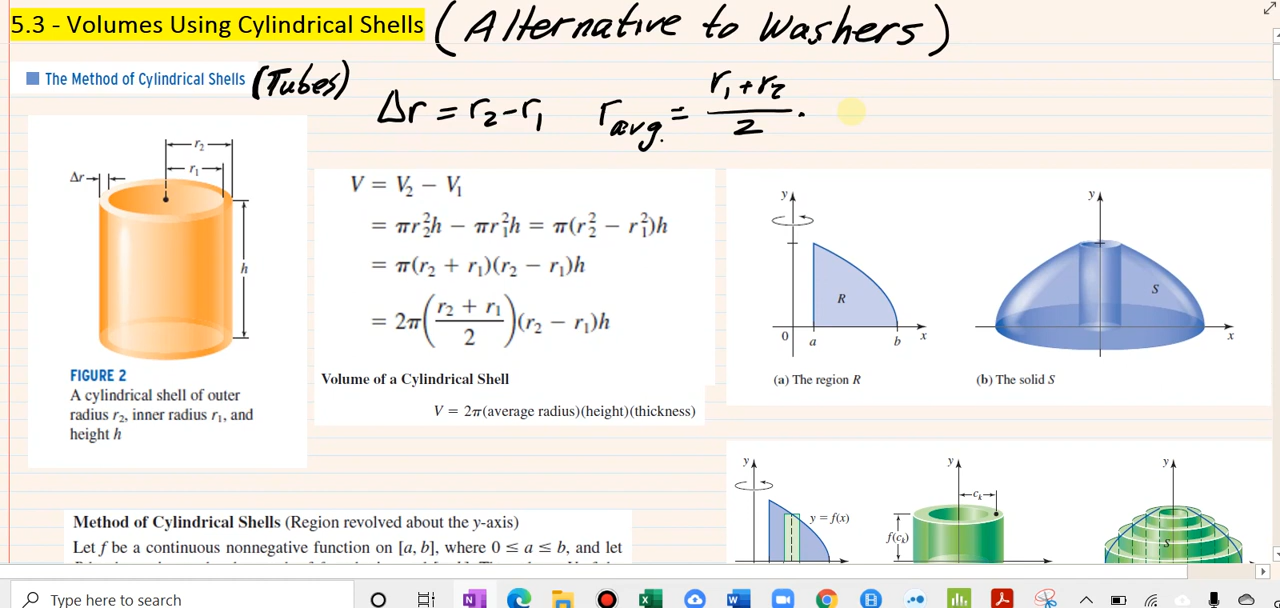 5.3 - Volumes Using Cylindrical Shells (Alternative to Washers)
The Method of Cylindrical Shells (Tubes)
Δr = r₂-r₁ r avg. = r₁+r₂ / 2 .
r₂
r₁
Δr
h
FIGURE 2
A cylindrical shell of outer
radius r₂, inner radius r₁, and
height h
V = V₂ − V₁
= πr₂²h − πr₁²h = π(r₂² − r₁²)h
= π(r₂ + r₁)(r₂ − r₁)h
= 2π((r₂ + r₁)/2)(r₂ − r₁)h
Volume of a Cylindrical Shell
V = 2π(average radius)(height)(thickness)
y
R
0 a b x
(a) The region R
y
S
x
(b) The solid S
y
y = f(x)
y
cₖ
f(cₖ)
y
S
Method of Cylindrical Shells (Region revolved about the y-axis)
Let f be a continuous nonnegative function on [a, b], where 0 ≤ a ≤ b, and let
Type here to search